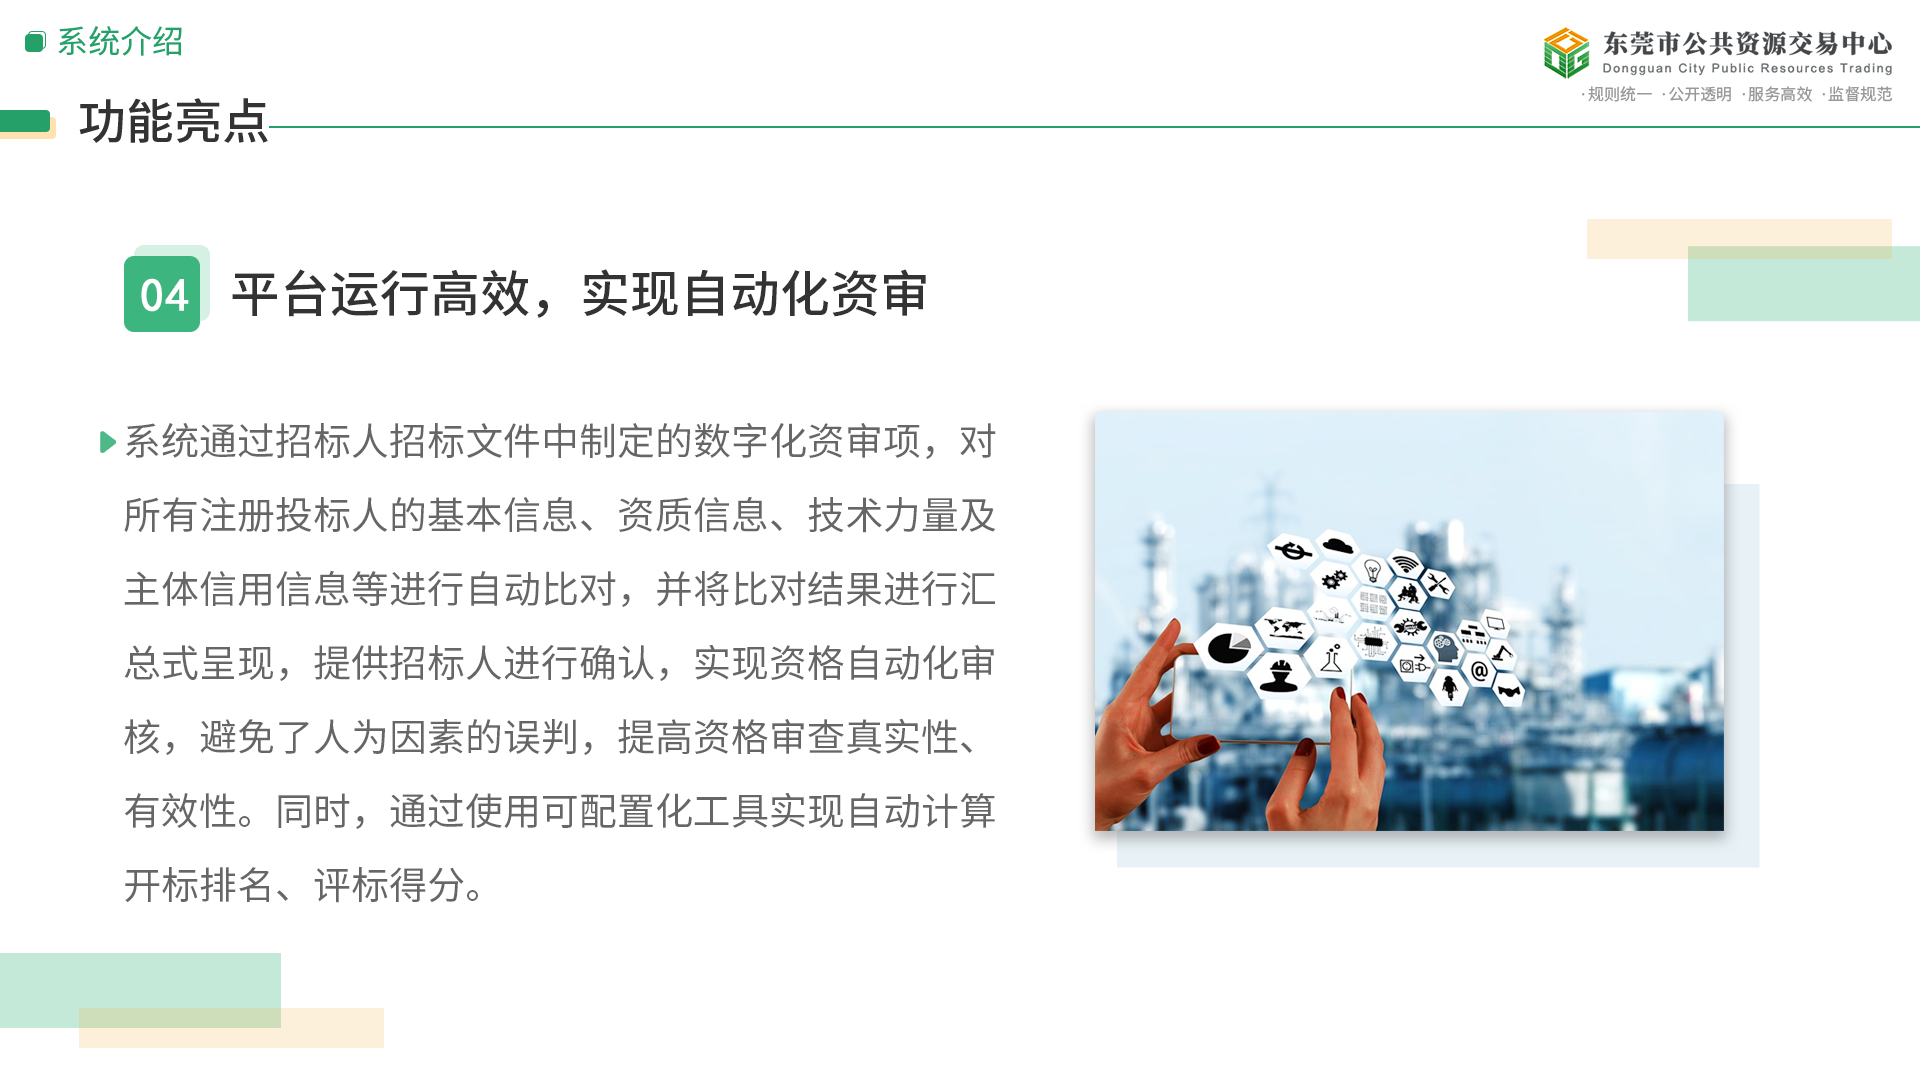 系统介绍
东莞市公共资源交易中心
Dongguan City Public Resources Trading
·规则统一 ·公开透明 ·服务高效 ·监督规范
功能亮点
04 平台运行高效，实现自动化资审
系统通过招标人招标文件中制定的数字化资审项，对
所有注册投标人的基本信息、资质信息、技术力量及
主体信用信息等进行自动比对，并将比对结果进行汇
总式呈现，提供招标人进行确认，实现资格自动化审
核，避免了人为因素的误判，提高资格审查真实性、
有效性。同时，通过使用可配置化工具实现自动计算
开标排名、评标得分。